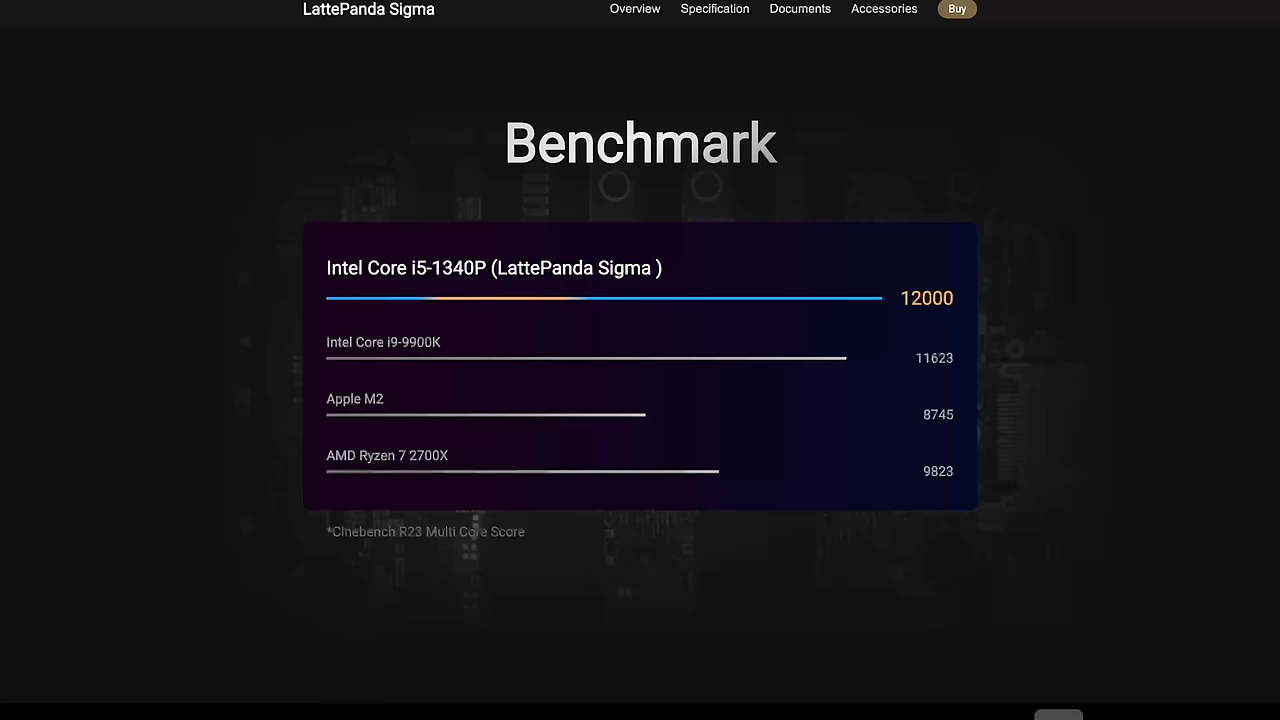 LattePanda Sigma Overview Specification Documents Accessories Buy
Benchmark
Intel Core i5-1340P (LattePanda Sigma )
12000
Intel Core i9-9900K
11623
Apple M2
8745
AMD Ryzen 7 2700X
9823
*Cinebench R23 Multi Core Score